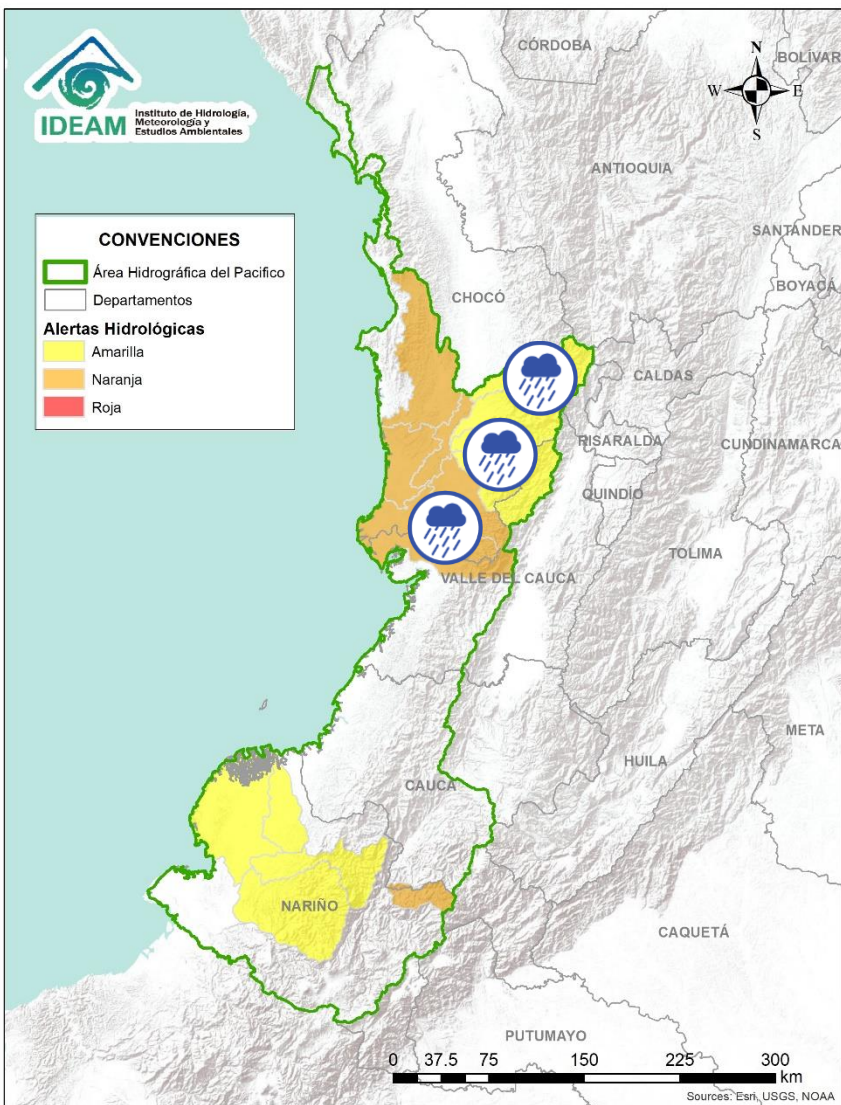 IDEAM
Instituto de Hidrología,
Meteorología y
Estudios Ambientales
CÓRDOBA
BOLÍVAR
N
W
E
S
ANTIOQUIA
SANTANDER
BOYACÁ
CONVENCIONES
Área Hidrográfica del Pacifico
Departamentos
Alertas Hidrológicas
Amarilla
Naranja
Roja
CHOCÓ
CALDAS
RISARALDA
CUNDINAMARCA
QUINDÍO
TOLIMA
VALLE DEL CAUCA
META
HUILA
CAUCA
NARIÑO
CAQUETÁ
PUTUMAYO
0 37.5 75 150 225 300
km
Sources: Esri, USGS, NOAA